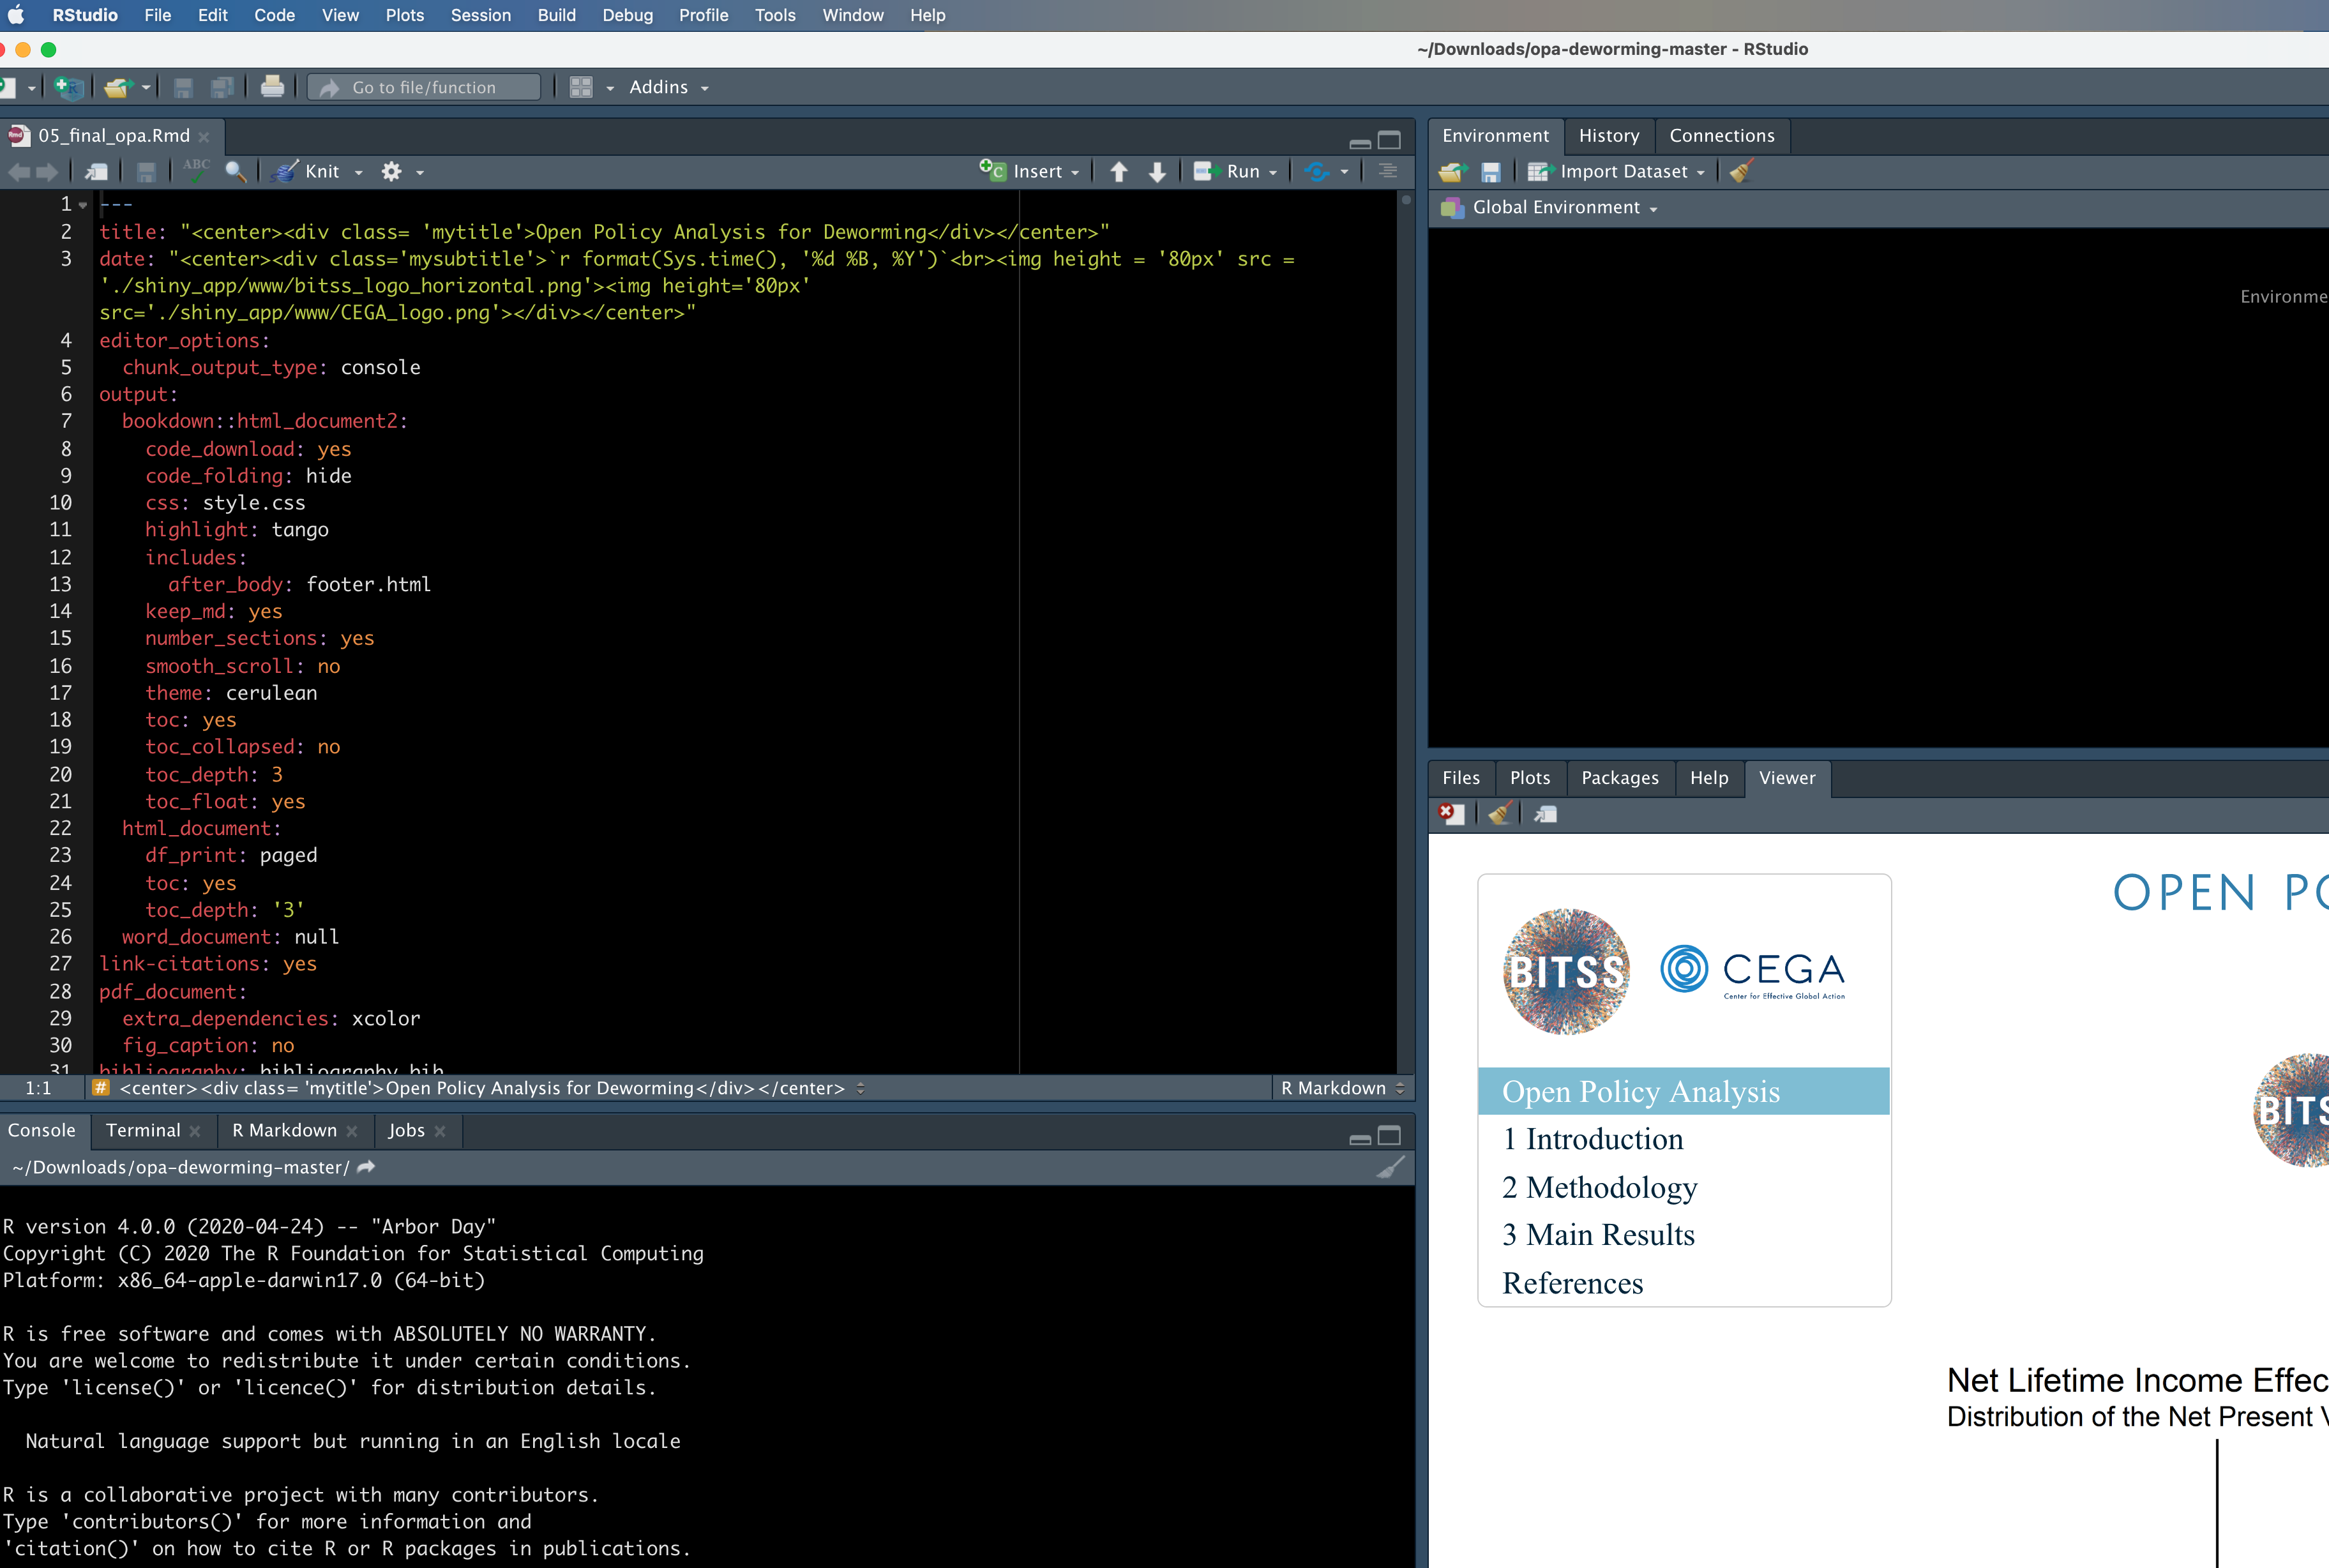 RStudio File Edit Code View Plots Session Build Debug Profile Tools Window Help
~/Downloads/opa-deworming-master - RStudio
Go to file/function Addins
05_final_opa.Rmd
ABC Knit Insert Run
1 ---
2 title: "<center><div class= 'mytitle'>Open Policy Analysis for Deworming</div></center>"
3 date: "<center><div class='mysubtitle'>`r format(Sys.time(), '%d %B, %Y')`<br><img height = '80px' src =
'./shiny_app/www/bitss_logo_horizontal.png'><img height='80px'
src='./shiny_app/www/CEGA_logo.png'></div></center>"
4 editor_options:
5 chunk_output_type: console
6 output:
7 bookdown::html_document2:
8 code_download: yes
9 code_folding: hide
10 css: style.css
11 highlight: tango
12 includes:
13 after_body: footer.html
14 keep_md: yes
15 number_sections: yes
16 smooth_scroll: no
17 theme: cerulean
18 toc: yes
19 toc_collapsed: no
20 toc_depth: 3
21 toc_float: yes
22 html_document:
23 df_print: paged
24 toc: yes
25 toc_depth: '3'
26 word_document: null
27 link-citations: yes
28 pdf_document:
29 extra_dependencies: xcolor
30 fig_caption: no
31 bibliography: bibliography.bib
1:1 # <center><div class= 'mytitle'>Open Policy Analysis for Deworming</div></center> R Markdown
Console Terminal R Markdown Jobs
~/Downloads/opa-deworming-master/
R version 4.0.0 (2020-04-24) -- "Arbor Day"
Copyright (C) 2020 The R Foundation for Statistical Computing
Platform: x86_64-apple-darwin17.0 (64-bit)
R is free software and comes with ABSOLUTELY NO WARRANTY.
You are welcome to redistribute it under certain conditions.
Type 'license()' or 'licence()' for distribution details.
Natural language support but running in an English locale
R is a collaborative project with many contributors.
Type 'contributors()' for more information and
'citation()' on how to cite R or R packages in publications.
Environment History Connections
Import Dataset
Global Environment
Environme
Files Plots Packages Help Viewer
OPEN PO
BITSS CEGA
Center for Effective Global Action
Open Policy Analysis
1 Introduction
2 Methodology
3 Main Results
References
BITS
Net Lifetime Income Effec
Distribution of the Net Present V